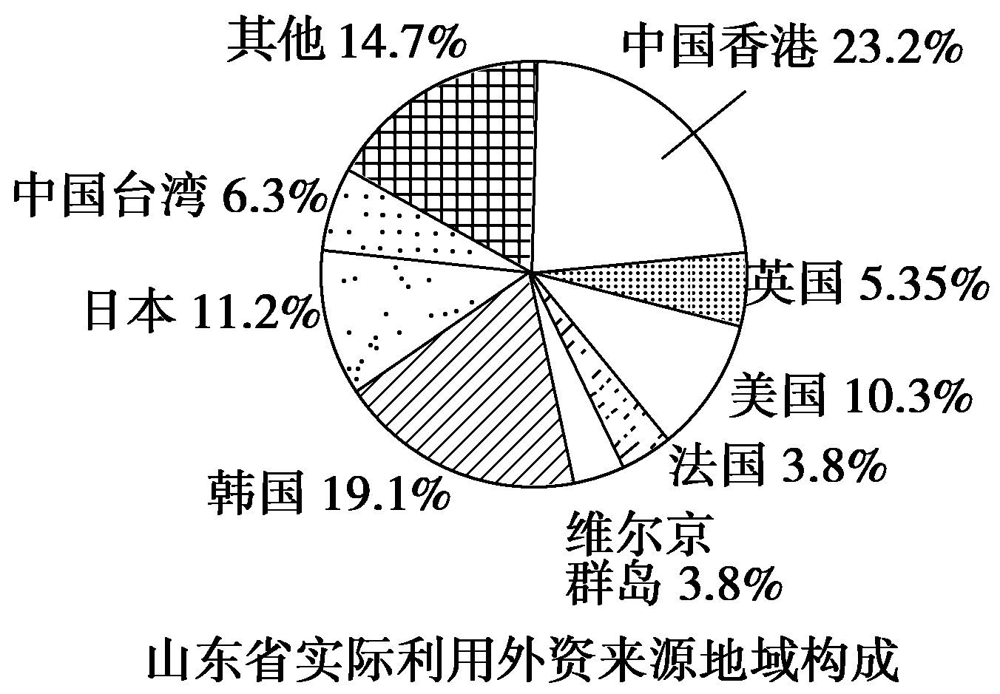 其他 14.7%
中国香港 23.2%
中国台湾 6.3%
英国 5.35%
日本 11.2%
美国 10.3%
法国 3.8%
韩国 19.1%
维尔京
群岛 3.8%
山东省实际利用外资来源地域构成